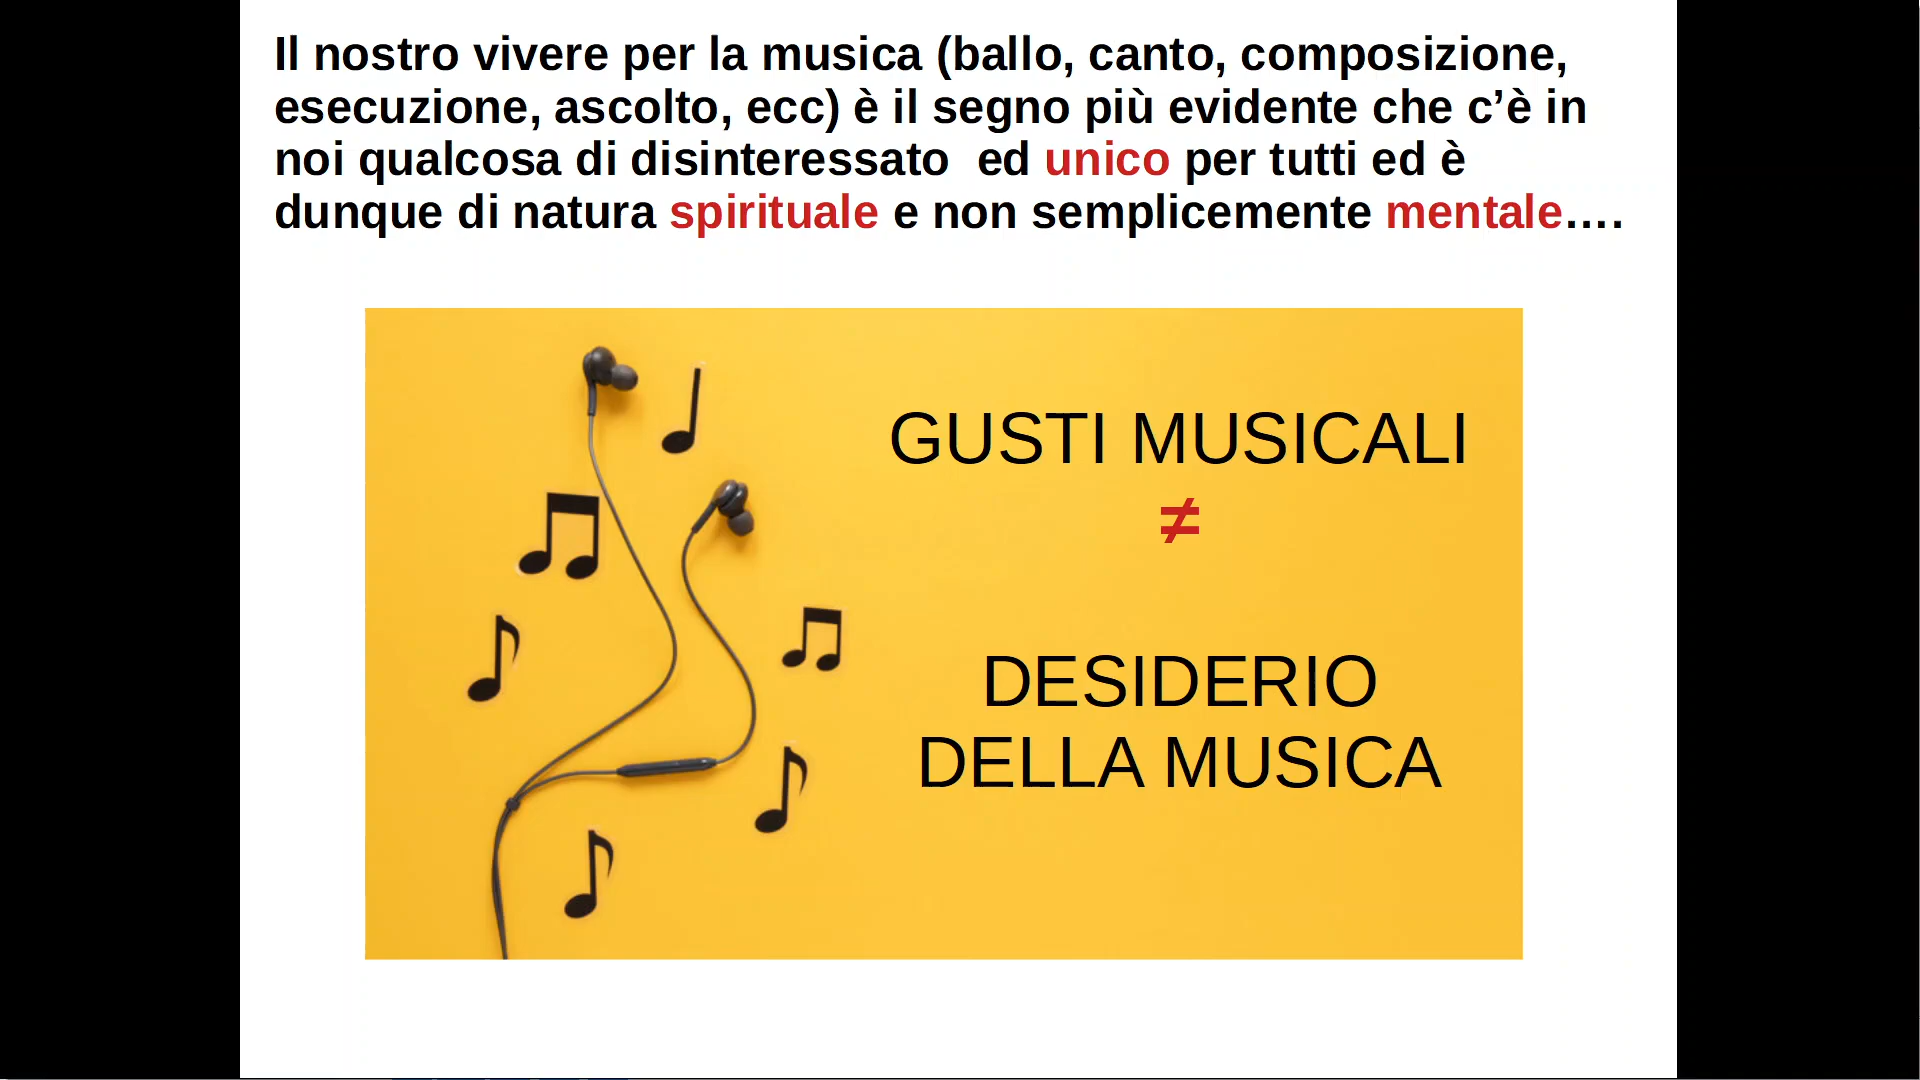 Il nostro vivere per la musica (ballo, canto, composizione,
esecuzione, ascolto, ecc) è il segno più evidente che c’è in
noi qualcosa di disinteressato  ed unico per tutti ed è
dunque di natura spirituale e non semplicemente mentale….
GUSTI MUSICALI
≠
DESIDERIO
DELLA MUSICA